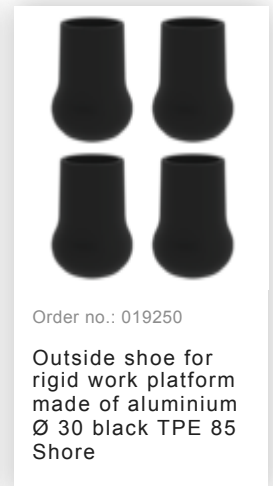 Order no.: 019250
Outside shoe for
rigid work platform
made of aluminium
Ø 30 black TPE 85
Shore